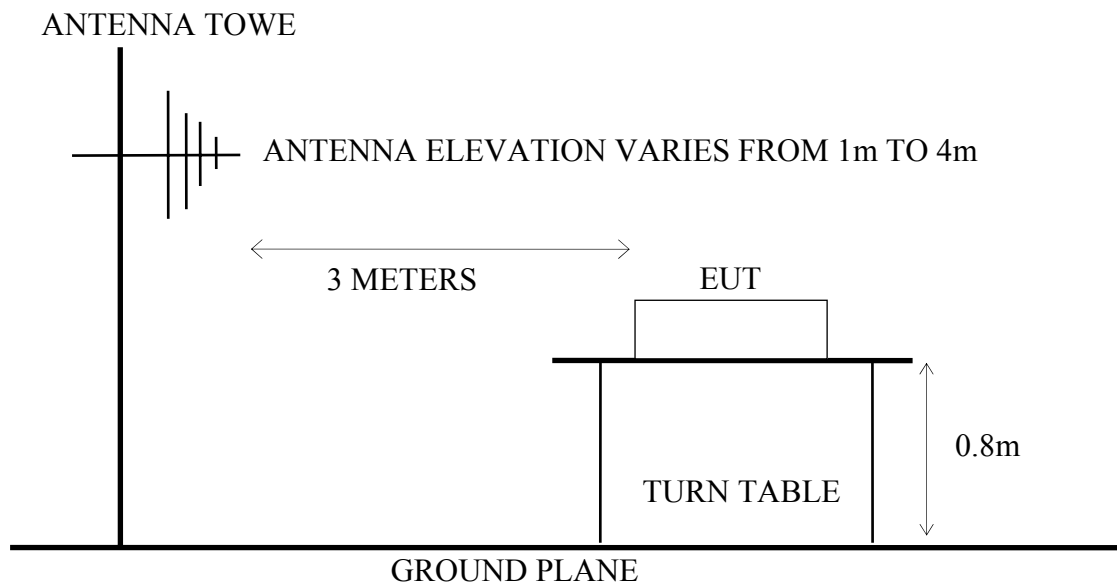 ANTENNA TOWE
ANTENNA ELEVATION VARIES FROM 1m TO 4m
3 METERS
EUT
0.8m
TURN TABLE
GROUND PLANE